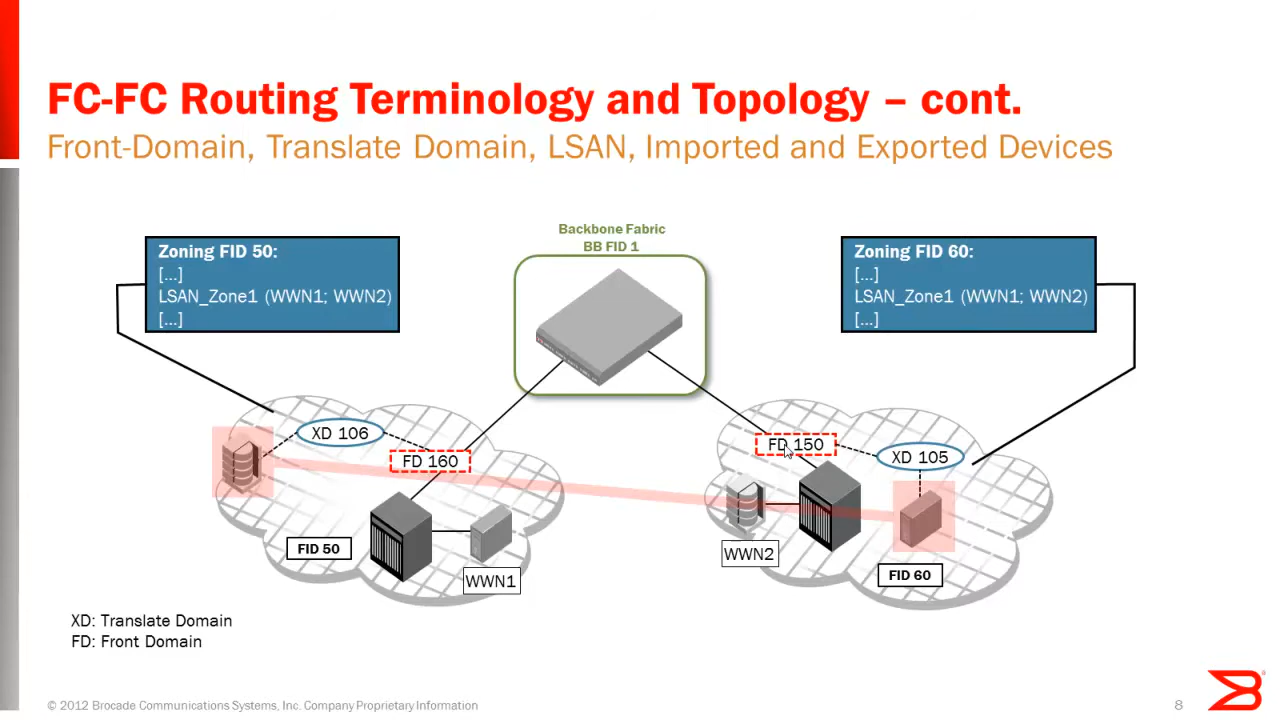 FC-FC Routing Terminology and Topology – cont.
Front-Domain, Translate Domain, LSAN, Imported and Exported Devices
Backbone Fabric
BB FID 1
Zoning FID 50:
[...]
LSAN_Zone1 (WWN1; WWN2)
[...]
Zoning FID 60:
[...]
LSAN_Zone1 (WWN1; WWN2)
[...]
XD 106
FD 160
FD 150
XD 105
FID 50
WWN1
WWN2
FID 60
XD: Translate Domain
FD: Front Domain
© 2012 Brocade Communications Systems, Inc. Company Proprietary Information
8